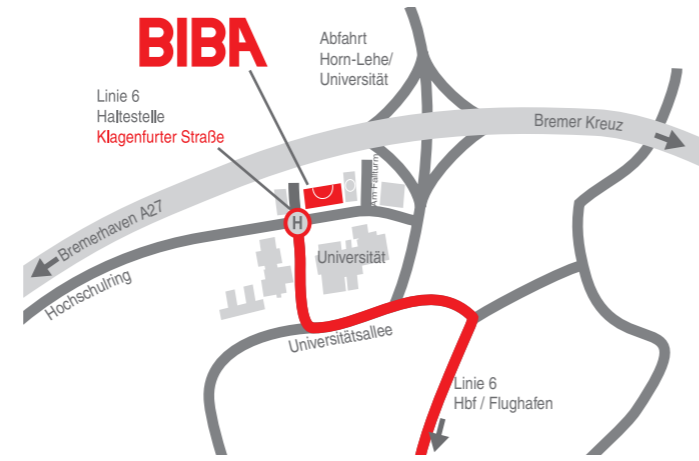 BIBA
Abfahrt
Horn-Lehe/
Universität
Linie 6
Haltestelle
Klagenfurter Straße
Bremer Kreuz
Am Fallturm
H
Bremerhaven A27
Universität
Hochschulring
Universitätsallee
Linie 6
Hbf / Flughafen